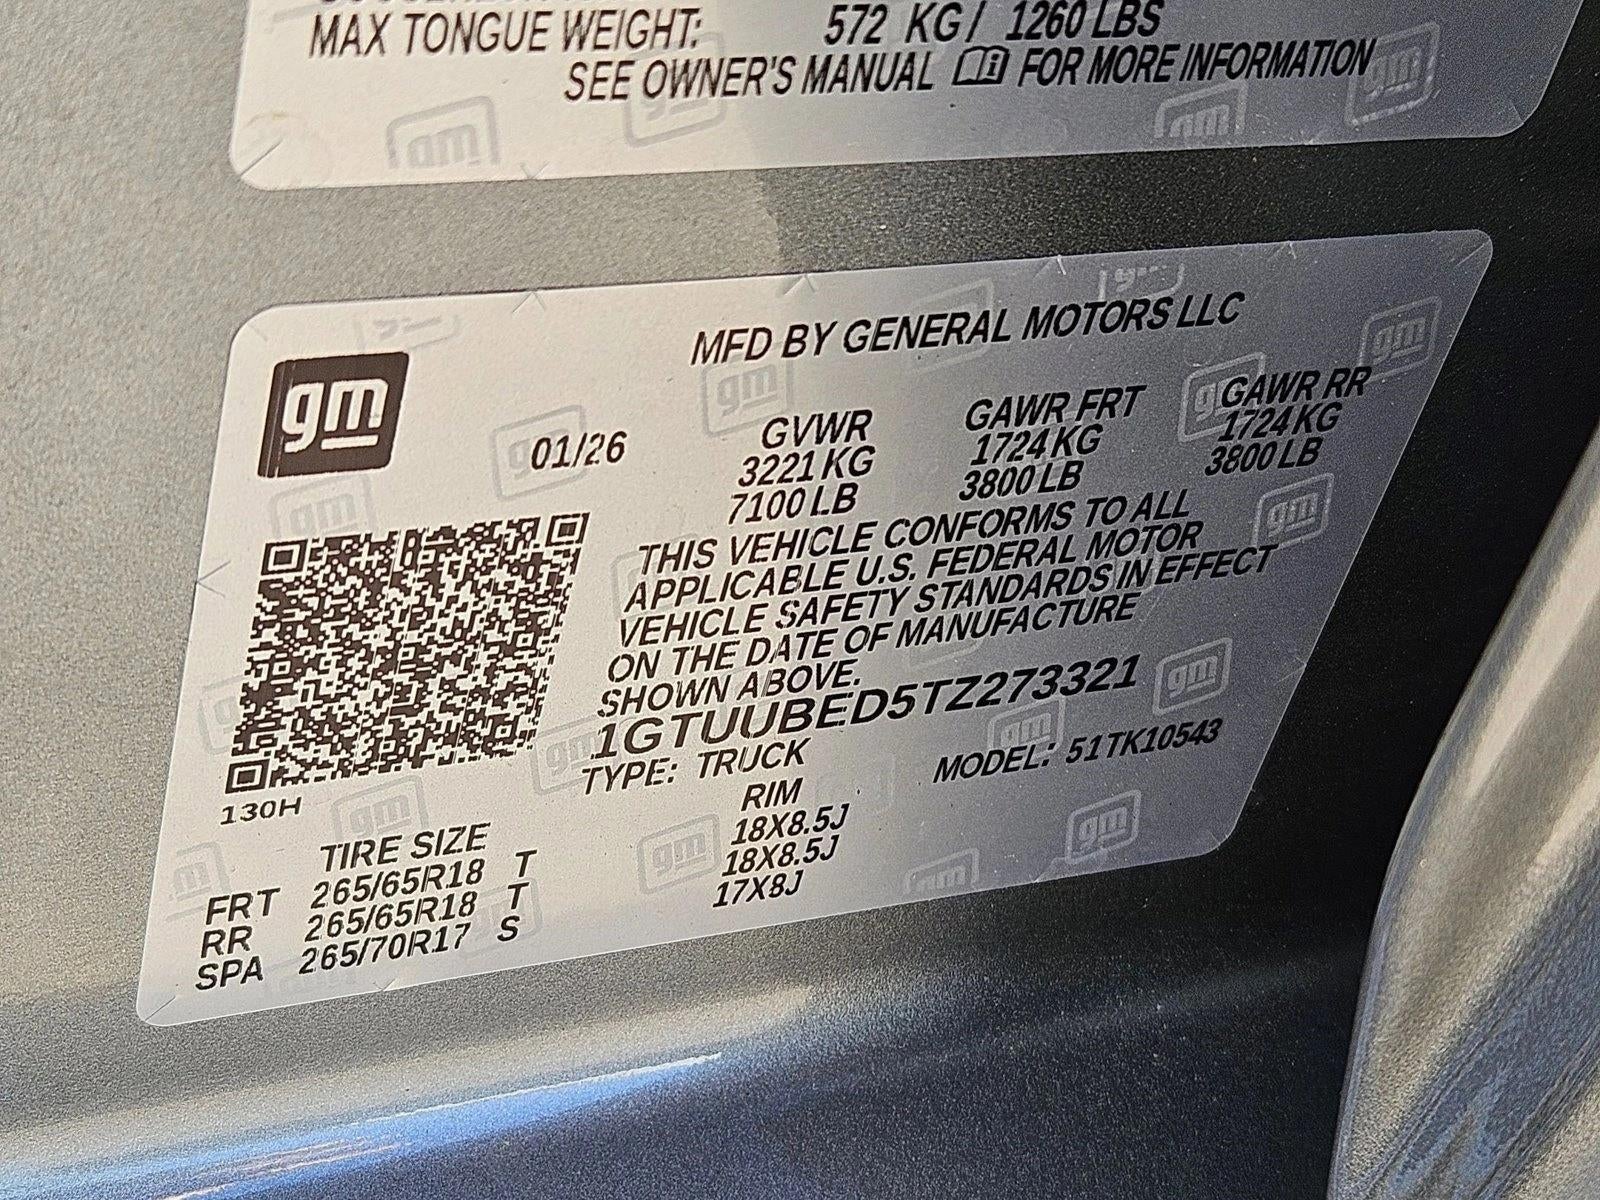 MAX TONGUE WEIGHT: 572 KG / 1260 LBS
SEE OWNER'S MANUAL FOR MORE INFORMATION
MFD BY GENERAL MOTORS LLC
gm
01/26
GVWR GAWR FRT GAWR RR
3221 KG 1724 KG 1724 KG
7100 LB 3800 LB 3800 LB
THIS VEHICLE CONFORMS TO ALL
APPLICABLE U.S. FEDERAL MOTOR
VEHICLE SAFETY STANDARDS IN EFFECT
ON THE DATE OF MANUFACTURE
SHOWN ABOVE.
1GTUUBED5TZ273321
TYPE: TRUCK MODEL: 51TK10543
130H
TIRE SIZE RIM
FRT 265/65R18 T 18X8.5J
RR 265/65R18 T 18X8.5J
SPA 265/70R17 S 17X8J